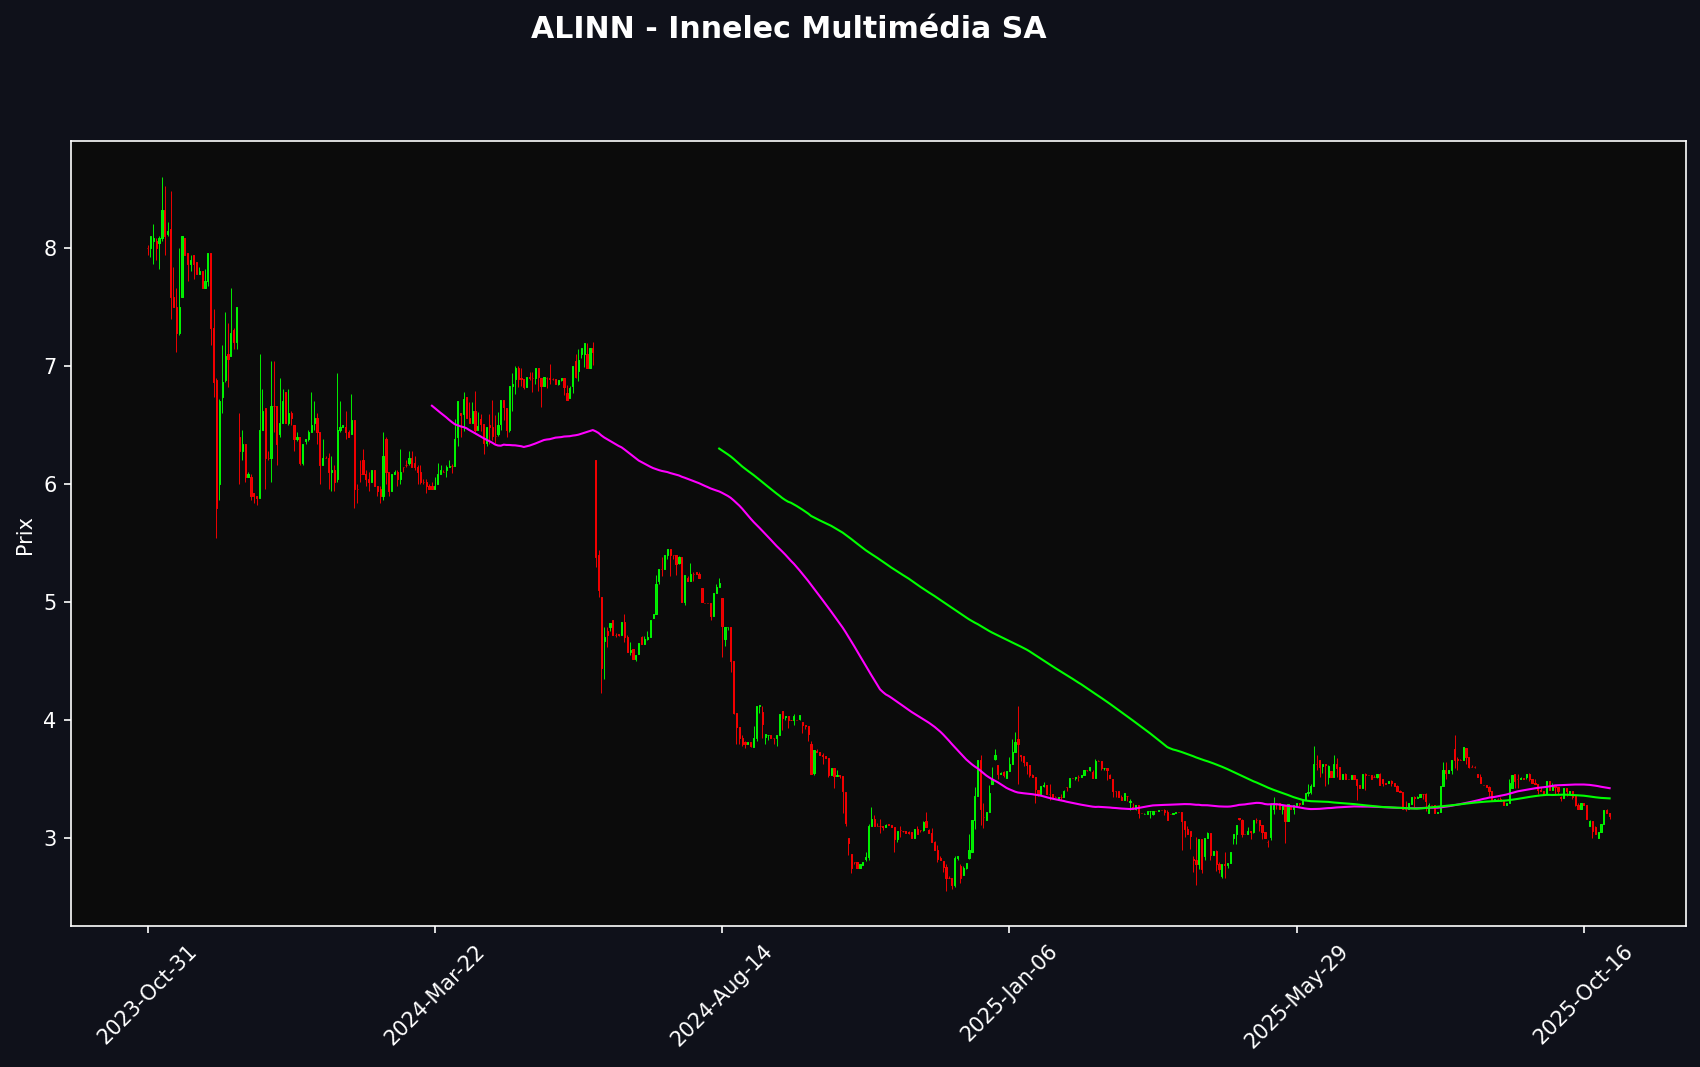 ALINN - Innelec Multimédia SA
Prix
8
7
6
5
4
3
2023-Oct-31
2024-Mar-22
2024-Aug-14
2025-Jan-06
2025-May-29
2025-Oct-16